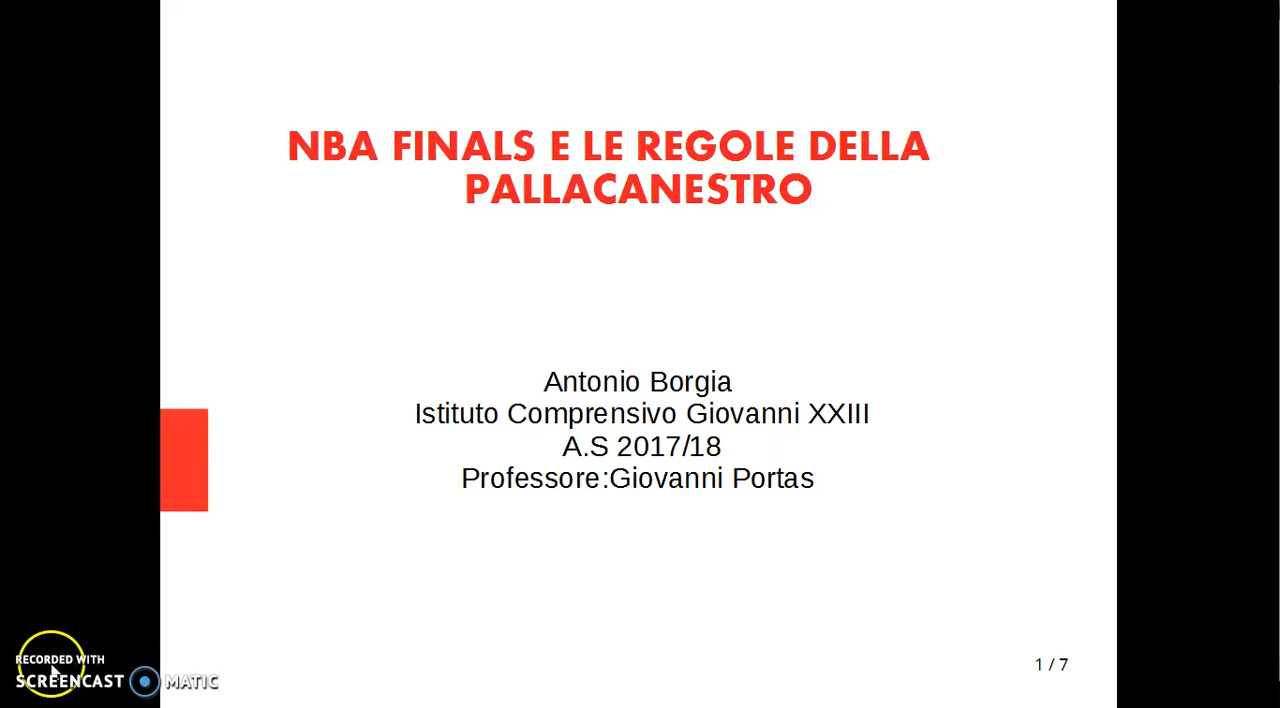 NBA FINALS E LE REGOLE DELLA
PALLACANESTRO
Antonio Borgia
Istituto Comprensivo Giovanni XXIII
A.S 2017/18
Professore:Giovanni Portas
1 / 7
RECORDED WITH
SCREENCAST MATIC